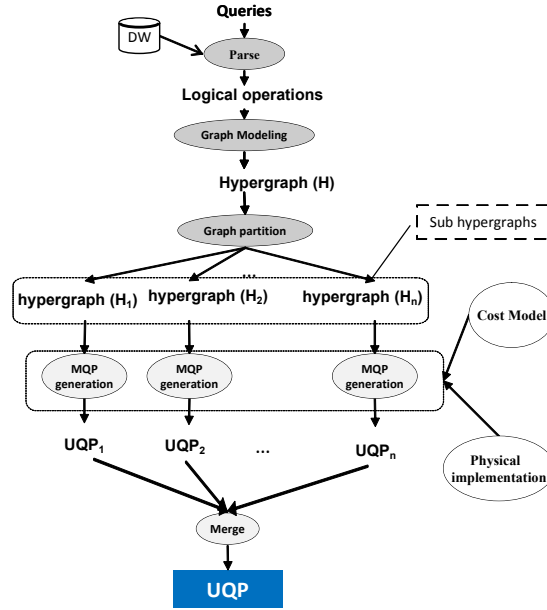 Queries
DW
Parse
Logical operations
Graph Modeling
Hypergraph (H)
Graph partition
Sub hypergraphs
...
hypergraph (H₁)
hypergraph (H₂)
hypergraph (Hₙ)
Cost Model
MQP
generation
MQP
generation
MQP
generation
UQP₁
UQP₂
...
UQPₙ
Physical
implementation
Merge
UQP